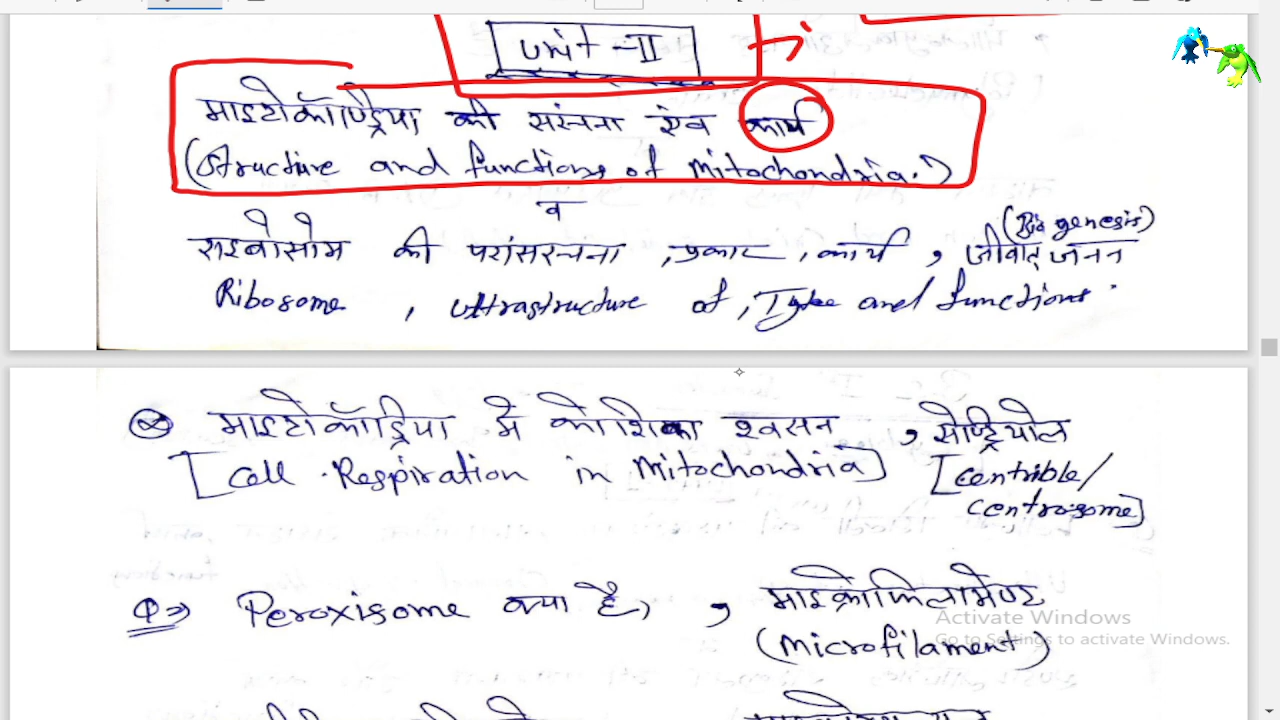 Unit-II
माइटोकॉण्ड्रिया की संरचना एंव कार्य
(Structure and functions of Mitochondria.)
व
(Bio genesis)
राइबोसोम की परांसरचना , प्रकार , कार्य , जीवात् जनन
Ribosome , Ultrastructure of, Type and functions.
माइटोकॉंड्रिया में कोशिका श्वसन , सेण्ट्रियोल
[Cell Respiration in Mitochondria] [Centrible/
Centrosome]
Q⇒ Peroxisome क्या है, , माइक्रोफिलामेण्ट
Activate Windows
Go to Settings to activate Windows.
(Microfilament)